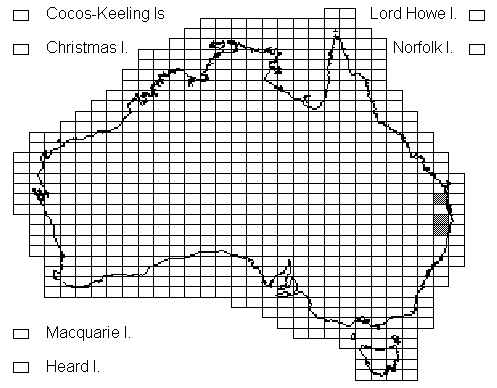 Cocos-Keeling Is
Lord Howe I.
Christmas I.
Norfolk I.
Macquarie I.
Heard I.